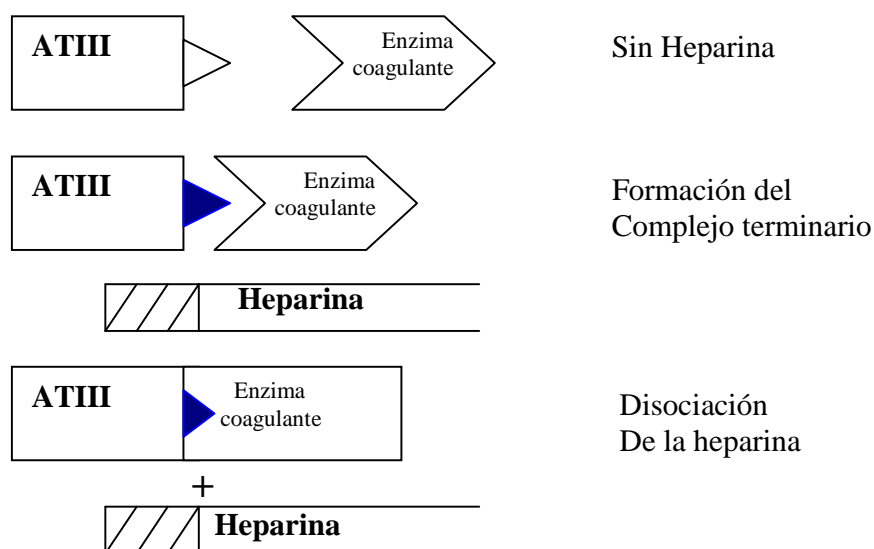 ATIII
Enzima
coagulante
Sin Heparina
ATIII
Enzima
coagulante
Formación del
Complejo terminario
Heparina
ATIII
Enzima
coagulante
Disociación
De la heparina
+
Heparina